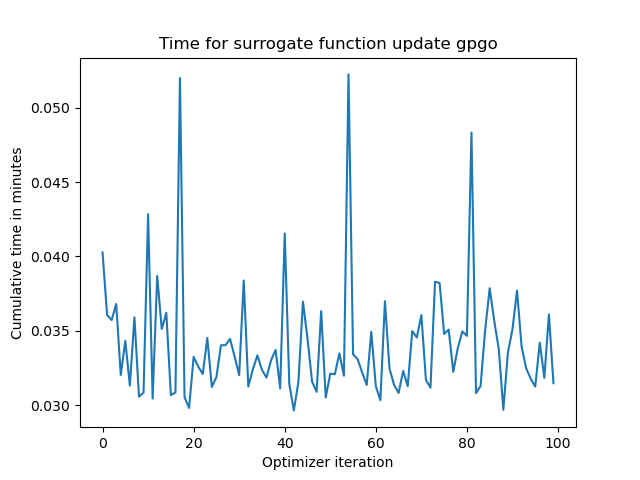 Time for surrogate function update gpgo
Cumulative time in minutes
0.050
0.045
0.040
0.035
0.030
0 20 40 60 80 100
Optimizer iteration